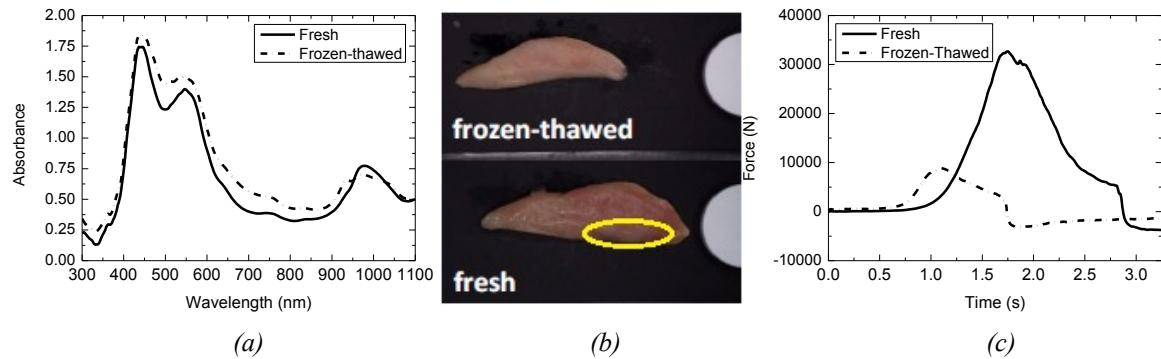 2.00
1.75
1.50
1.25
1.00
0.75
0.50
0.25
0.00
Absorbance
Fresh
Frozen-thawed
300 400 500 600 700 800 900 1000 1100
Wavelength (nm)
(a)
frozen-thawed
fresh
(b)
40000
30000
20000
10000
0
-10000
Force (N)
Fresh
Frozen-Thawed
0.0 0.5 1.0 1.5 2.0 2.5 3.0
Time (s)
(c)